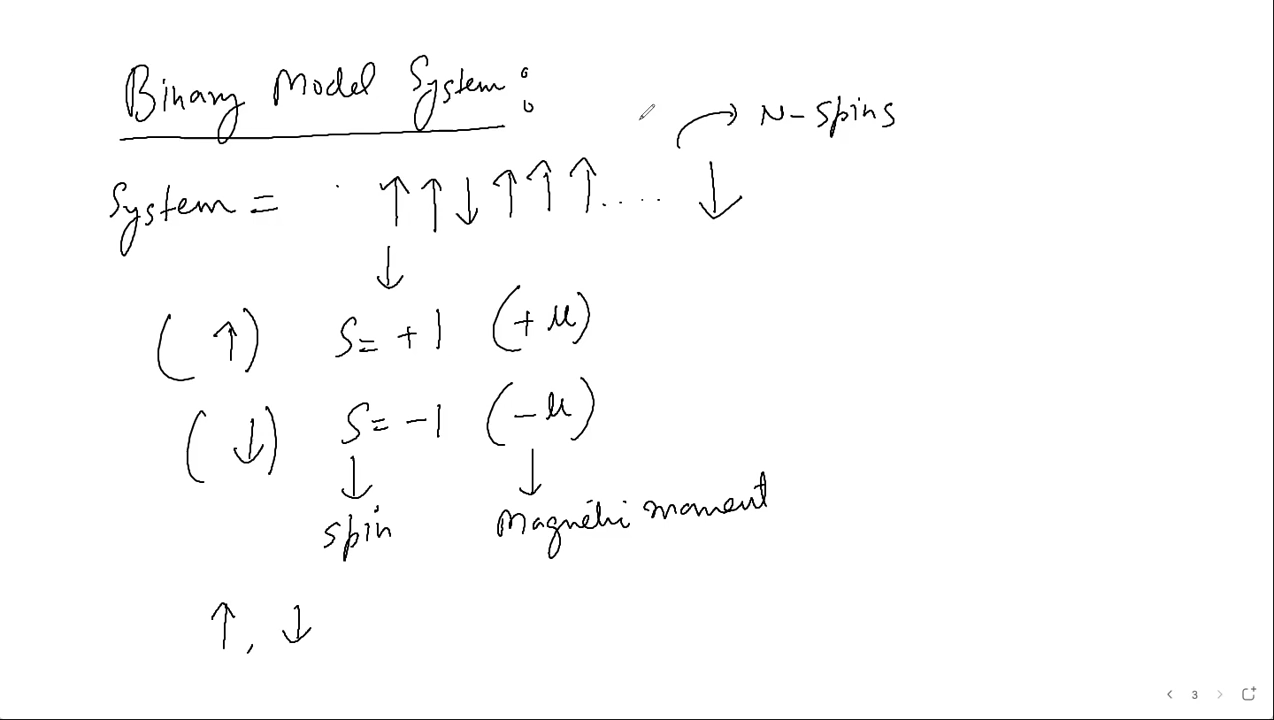 Binary Model System:
N-spins
System = ↑ ↑ ↓ ↑ ↑ ↑ ..... ↓
↓
(↑) S= +1 (+μ)
(↓) S= -1 (-μ)
↓ ↓
spin Magnetic moment
↑, ↓
< 3 >